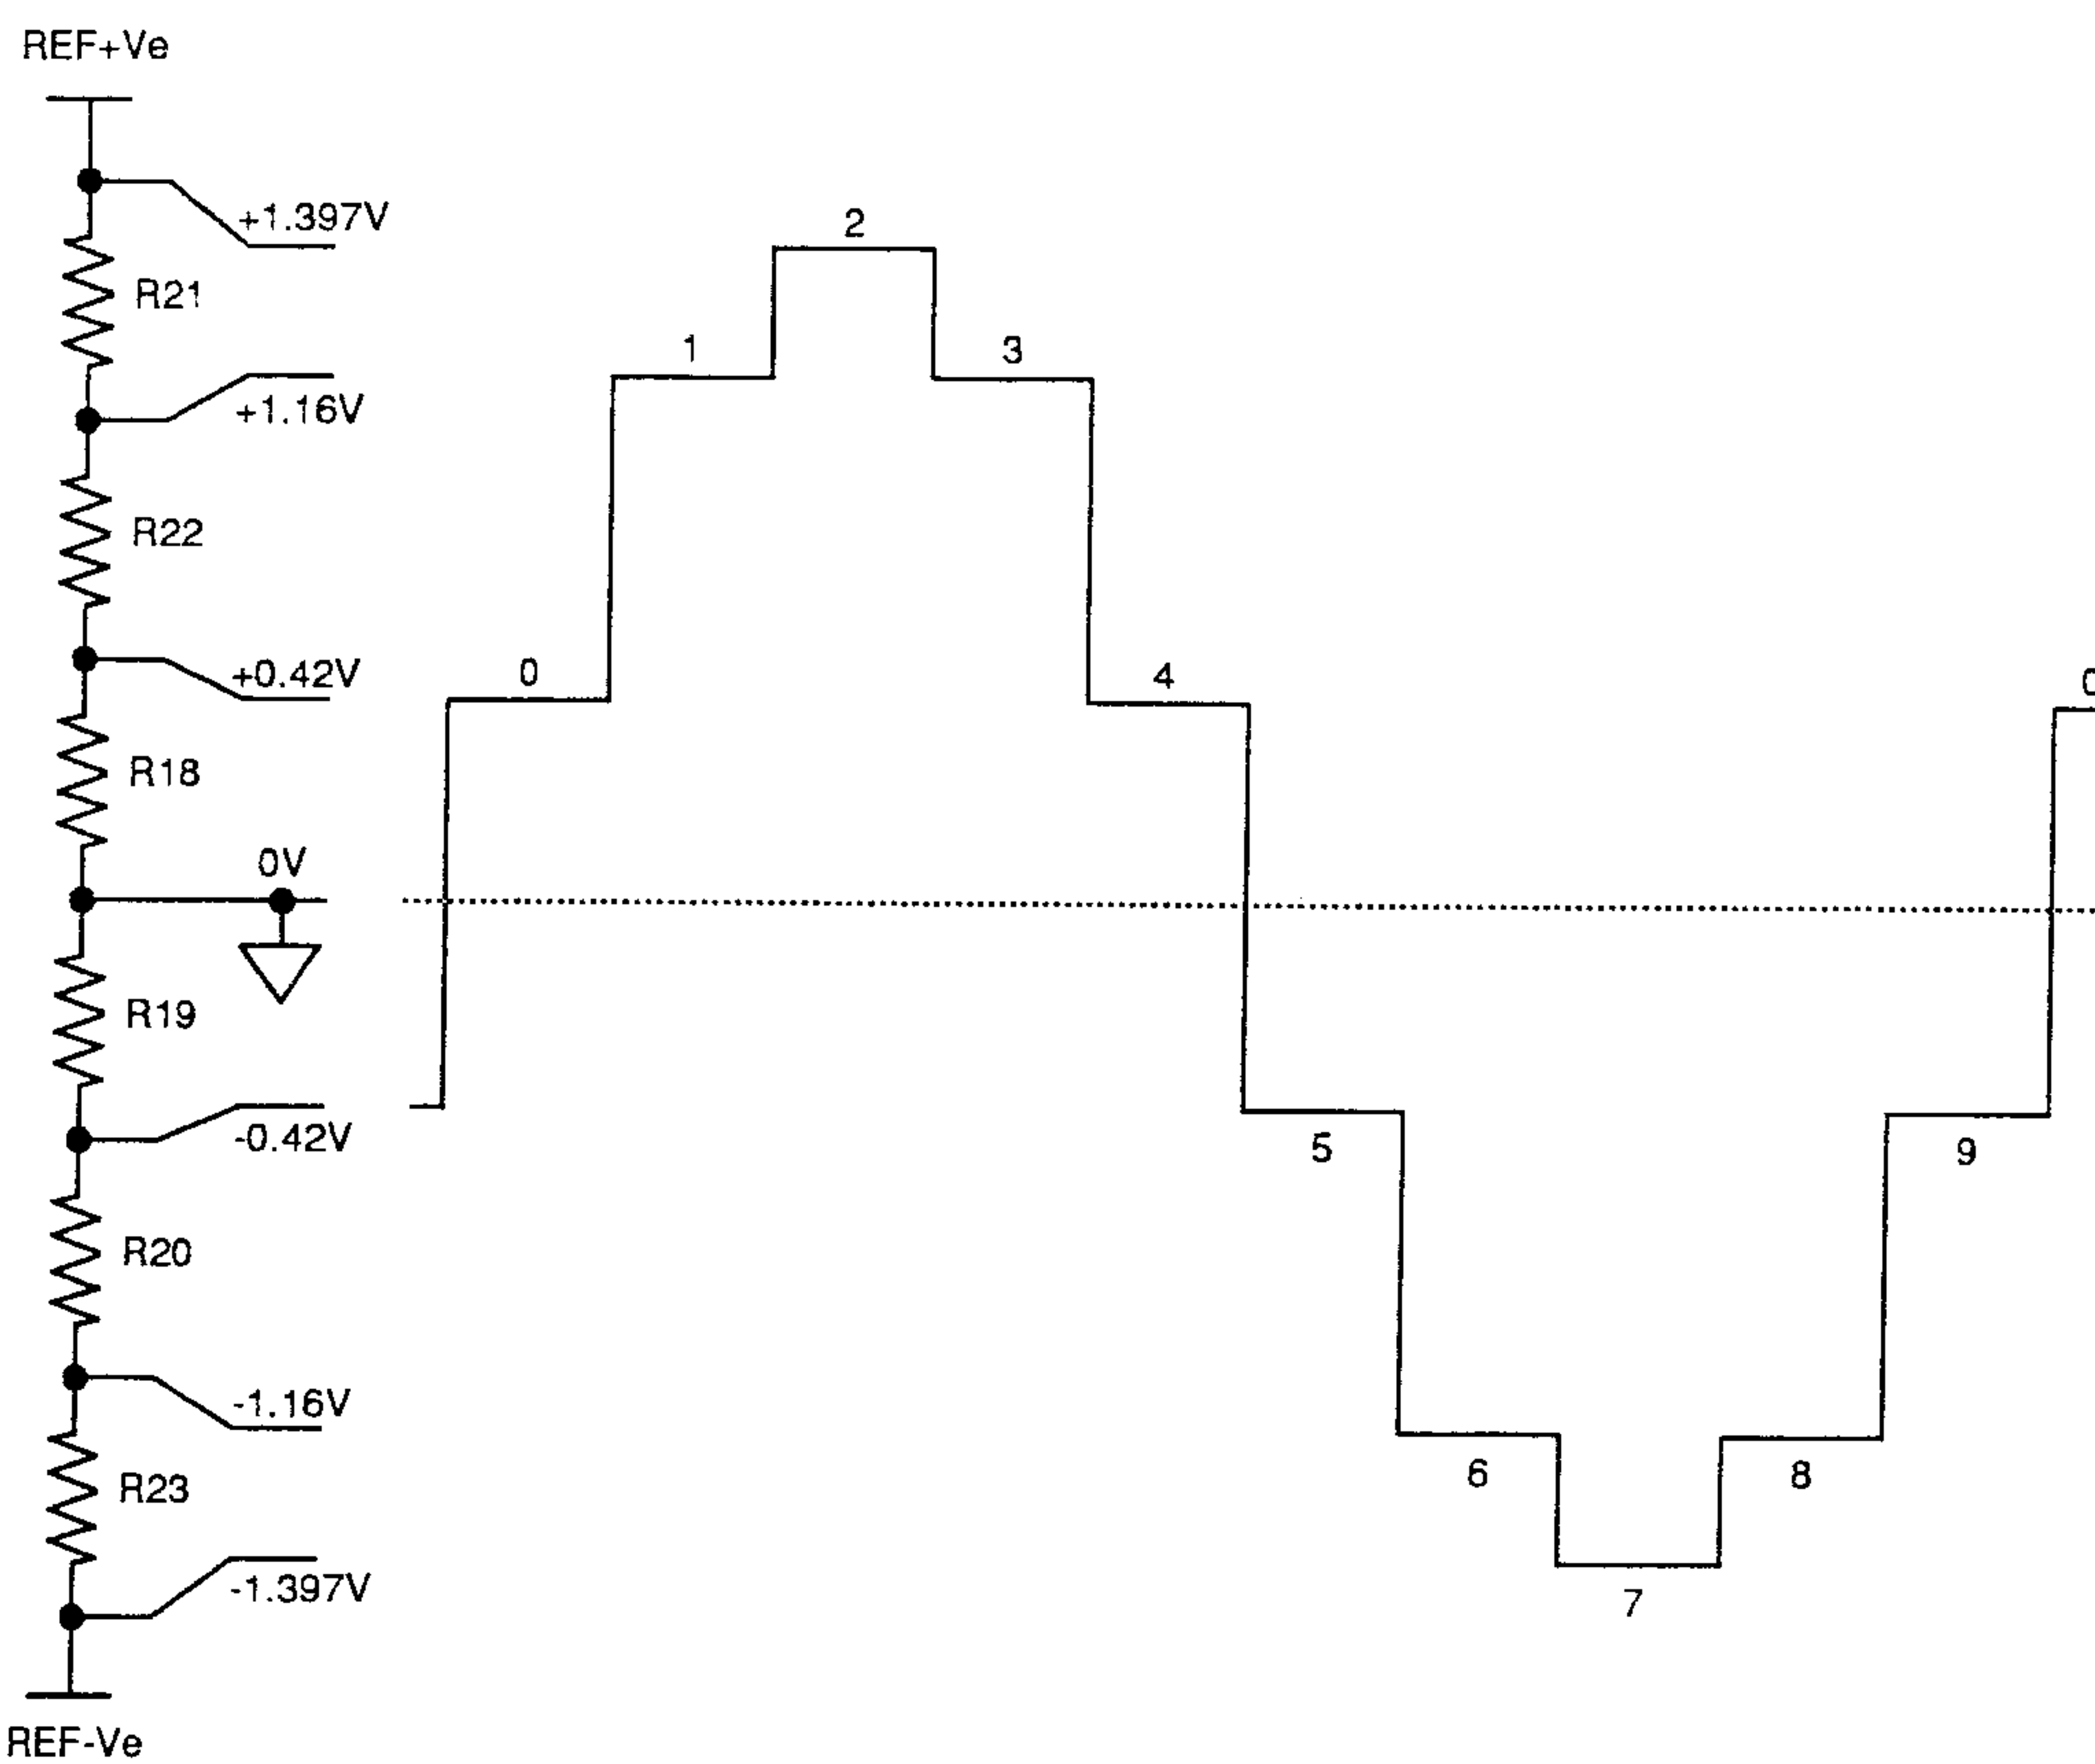 REF+Ve
+1.397V
2
R21
1
3
+1.16V
R22
+0.42V
0
4
0
R18
0V
R19
-0.42V
5
9
R20
-1.16V
6
8
R23
-1.397V
7
REF-Ve